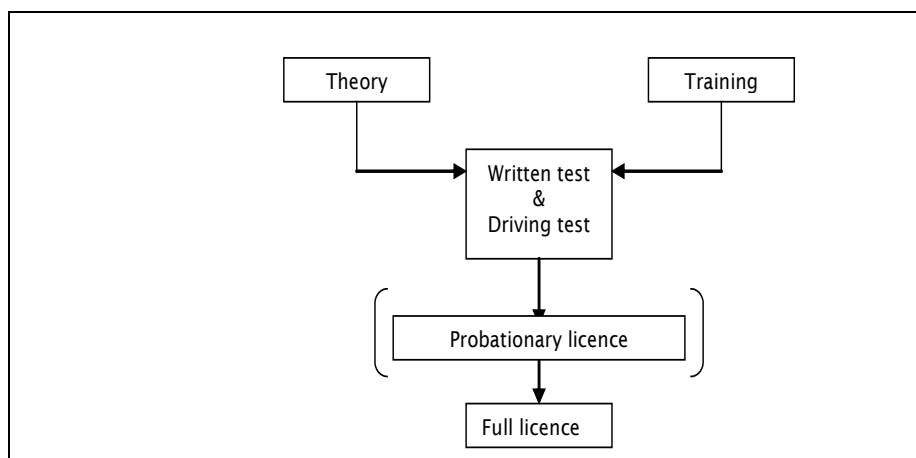 Theory
Training
Written test
&
Driving test
Probationary licence
Full licence